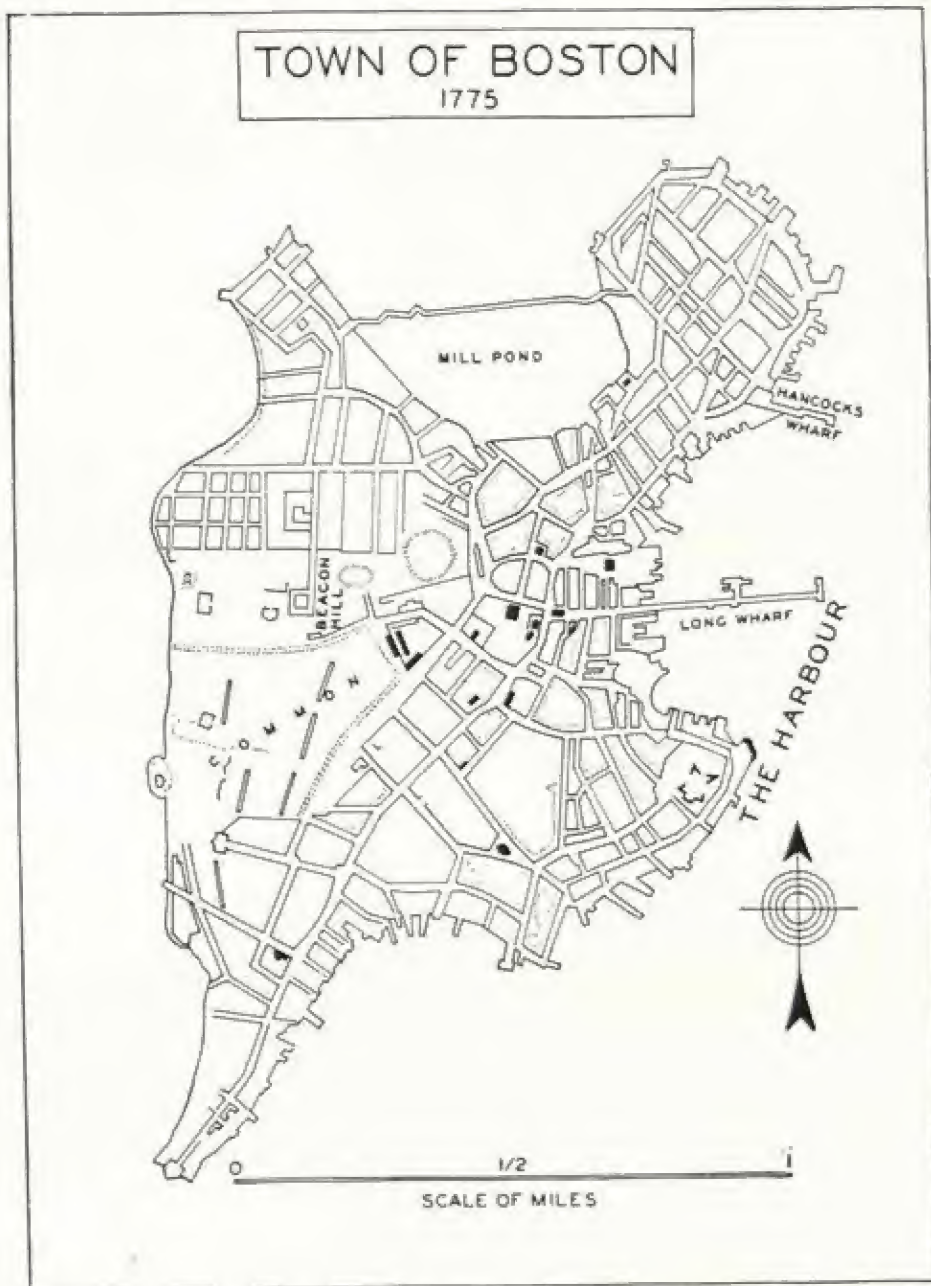 TOWN OF BOSTON
1775
MILL POND
HANCOCKS
WHARF
BEACON
HILL
LONG WHARF
COMMON
THE HARBOUR
0 1/2 1
SCALE OF MILES